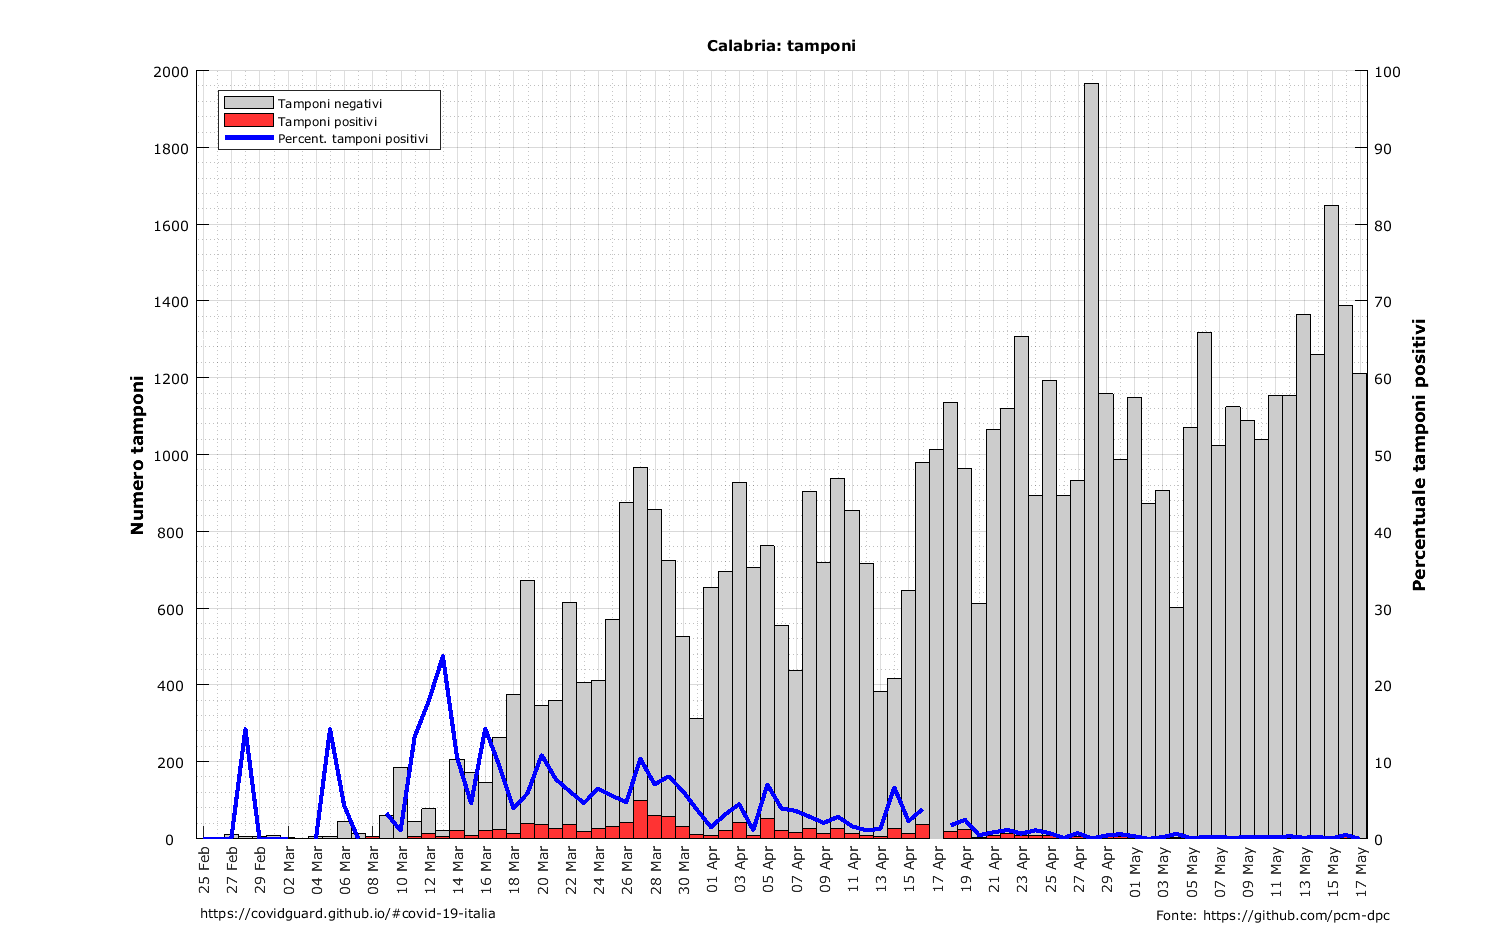 Calabria: tamponi
Tamponi negativi
Tamponi positivi
Percent. tamponi positivi
Numero tamponi
2000
1800
1600
1400
1200
1000
800
600
400
200
0
100
90
80
70
60
50
40
30
20
10
0
Percentuale tamponi positivi
25 Feb
27 Feb
29 Feb
02 Mar
04 Mar
06 Mar
08 Mar
10 Mar
12 Mar
14 Mar
16 Mar
18 Mar
20 Mar
22 Mar
24 Mar
26 Mar
28 Mar
30 Mar
01 Apr
03 Apr
05 Apr
07 Apr
09 Apr
11 Apr
13 Apr
15 Apr
17 Apr
19 Apr
21 Apr
23 Apr
25 Apr
27 Apr
29 Apr
01 May
03 May
05 May
07 May
09 May
11 May
13 May
15 May
17 May
https://covidguard.github.io/#covid-19-italia
Fonte: https://github.com/pcm-dpc